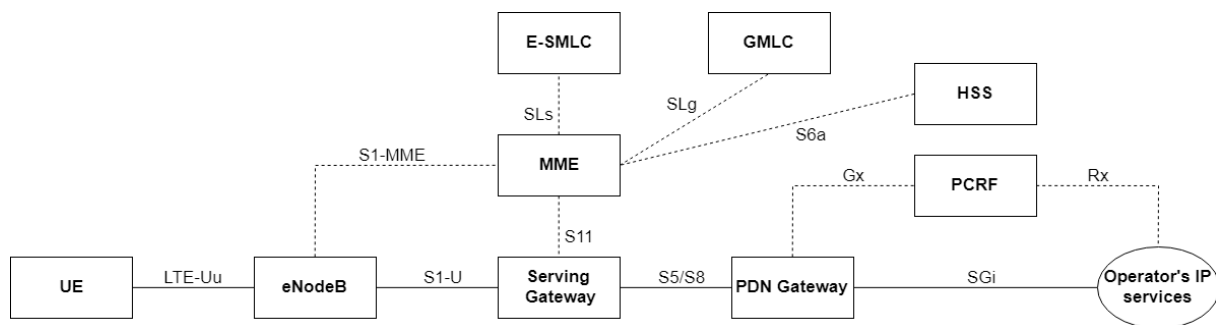 E-SMLC
GMLC
HSS
SLs
SLg
S6a
S1-MME
MME
Gx
PCRF
Rx
S11
UE
LTE-Uu
eNodeB
S1-U
Serving
Gateway
S5/S8
PDN Gateway
SGi
Operator's IP
services